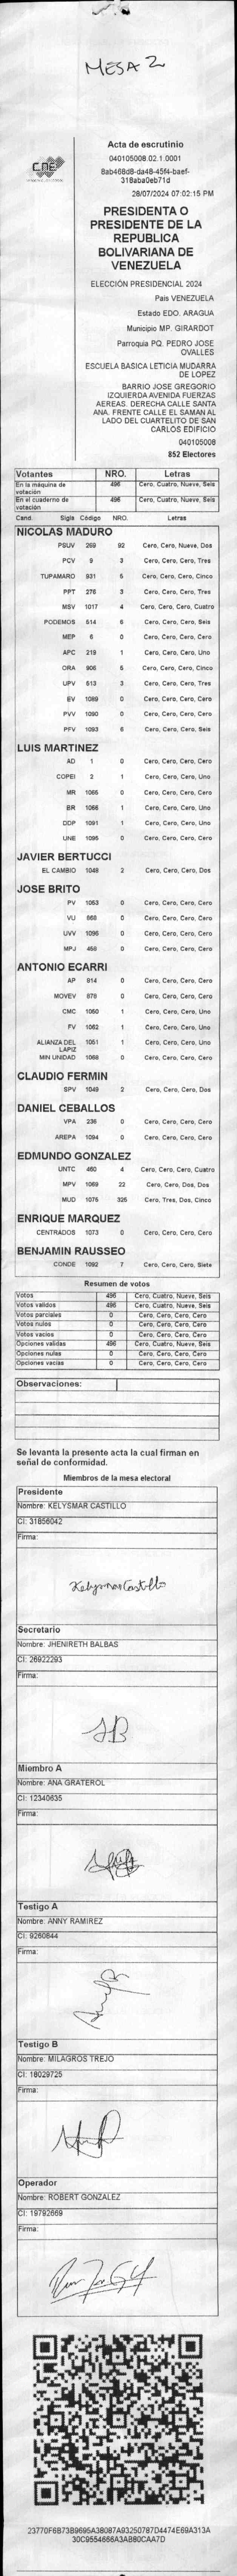 MESA 2
CNE
Acta de escrutinio
040105008.02.1.0001
8ab468d8-da48-45f4-baef-
319aba0eb71d
28/07/2024 07:02:15 PM
PRESIDENTA O
PRESIDENTE DE LA
REPUBLICA
BOLIVARIANA DE
VENEZUELA
ELECCIÓN PRESIDENCIAL 2024
Pais VENEZUELA
Estado EDO. ARAGUA
Municipio MP. GIRARDOT
Parroquia PQ. PEDRO JOSE
OVALLES
ESCUELA BASICA LETICIA MUDARRA
DE LOPEZ
BARRIO JOSE GREGORIO
IZQUIERDA AVENIDA FUERZAS
AEREAS. DERECHA CALLE SANTA
ANA. FRENTE CALLE EL SAMAN AL
LADO DEL CUARTELITO DE SAN
CARLOS EDIFICIO
040105008
852 Electores
Votantes NRO. Letras
En la máquina de votación 496 Cero, Cuatro, Nueve, Seis
En el cuaderno de votación 496 Cero, Cuatro, Nueve, Seis
Cand. Sigla Código NRO. Letras
NICOLAS MADURO
PSUV 269 92 Cero, Cero, Nueve, Dos
PCV 9 3 Cero, Cero, Cero, Tres
TUPAMARO 931 5 Cero, Cero, Cero, Cinco
PPT 276 3 Cero, Cero, Cero, Tres
MSV 1017 4 Cero, Cero, Cero, Cuatro
PODEMOS 514 6 Cero, Cero, Cero, Seis
MEP 6 0 Cero, Cero, Cero, Cero
APC 219 1 Cero, Cero, Cero, Uno
ORA 906 5 Cero, Cero, Cero, Cinco
UPV 513 3 Cero, Cero, Cero, Tres
EV 1089 0 Cero, Cero, Cero, Cero
PVV 1090 0 Cero, Cero, Cero, Cero
PFV 1093 6 Cero, Cero, Cero, Seis
LUIS MARTINEZ
AD 1 0 Cero, Cero, Cero, Cero
COPEI 2 1 Cero, Cero, Cero, Uno
MR 1065 0 Cero, Cero, Cero, Cero
BR 1066 1 Cero, Cero, Cero, Uno
DDP 1091 1 Cero, Cero, Cero, Uno
UNE 1095 0 Cero, Cero, Cero, Cero
JAVIER BERTUCCI
EL CAMBIO 1048 2 Cero, Cero, Cero, Dos
JOSE BRITO
PV 1053 0 Cero, Cero, Cero, Cero
VU 868 0 Cero, Cero, Cero, Cero
UVV 1096 0 Cero, Cero, Cero, Cero
MPJ 458 0 Cero, Cero, Cero, Cero
ANTONIO ECARRI
AP 814 0 Cero, Cero, Cero, Cero
MOVEV 878 0 Cero, Cero, Cero, Cero
CMC 1050 1 Cero, Cero, Cero, Uno
FV 1062 1 Cero, Cero, Cero, Uno
ALIANZA DEL LAPIZ 1051 1 Cero, Cero, Cero, Uno
MIN UNIDAD 1068 0 Cero, Cero, Cero, Cero
CLAUDIO FERMIN
SPV 1049 2 Cero, Cero, Cero, Dos
DANIEL CEBALLOS
VPA 236 0 Cero, Cero, Cero, Cero
AREPA 1094 0 Cero, Cero, Cero, Cero
EDMUNDO GONZALEZ
UNTC 460 4 Cero, Cero, Cero, Cuatro
MPV 1069 22 Cero, Cero, Dos, Dos
MUD 1075 325 Cero, Tres, Dos, Cinco
ENRIQUE MARQUEZ
CENTRADOS 1073 0 Cero, Cero, Cero, Cero
BENJAMIN RAUSSEO
CONDE 1092 7 Cero, Cero, Cero, Siete
Resumen de votos
Votos 496 Cero, Cuatro, Nueve, Seis
Votos validos 496 Cero, Cuatro, Nueve, Seis
Votos parciales 0 Cero, Cero, Cero, Cero
Votos nulos 0 Cero, Cero, Cero, Cero
Votos vacios 0 Cero, Cero, Cero, Cero
Opciones validas 496 Cero, Cuatro, Nueve, Seis
Opciones nulas 0 Cero, Cero, Cero, Cero
Opciones vacias 0 Cero, Cero, Cero, Cero
Observaciones:
Se levanta la presente acta la cual firman en
señal de conformidad.
Miembros de la mesa electoral
Presidente
Nombre: KELYSMAR CASTILLO
CI: 31856042
Firma:
Kelysmar Castillo
Secretario
Nombre: JHENIRETH BALBAS
CI: 26922293
Firma:
JB
Miembro A
Nombre: ANA GRATEROL
CI: 12340635
Firma:
Testigo A
Nombre: ANNY RAMIREZ
CI: 9260844
Firma:
Testigo B
Nombre: MILAGROS TREJO
CI: 18029725
Firma:
Operador
Nombre: ROBERT GONZALEZ
CI: 19792669
Firma:
23770F6B73B9695A38087A93250787D4474E69A313A
30C9554666A3AB80CAA7D